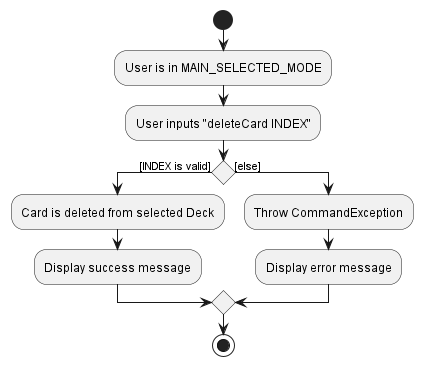 User is in MAIN_SELECTED_MODE
User inputs "deleteCard INDEX"
[INDEX is valid]
[else]
Card is deleted from selected Deck
Throw CommandException
Display success message
Display error message